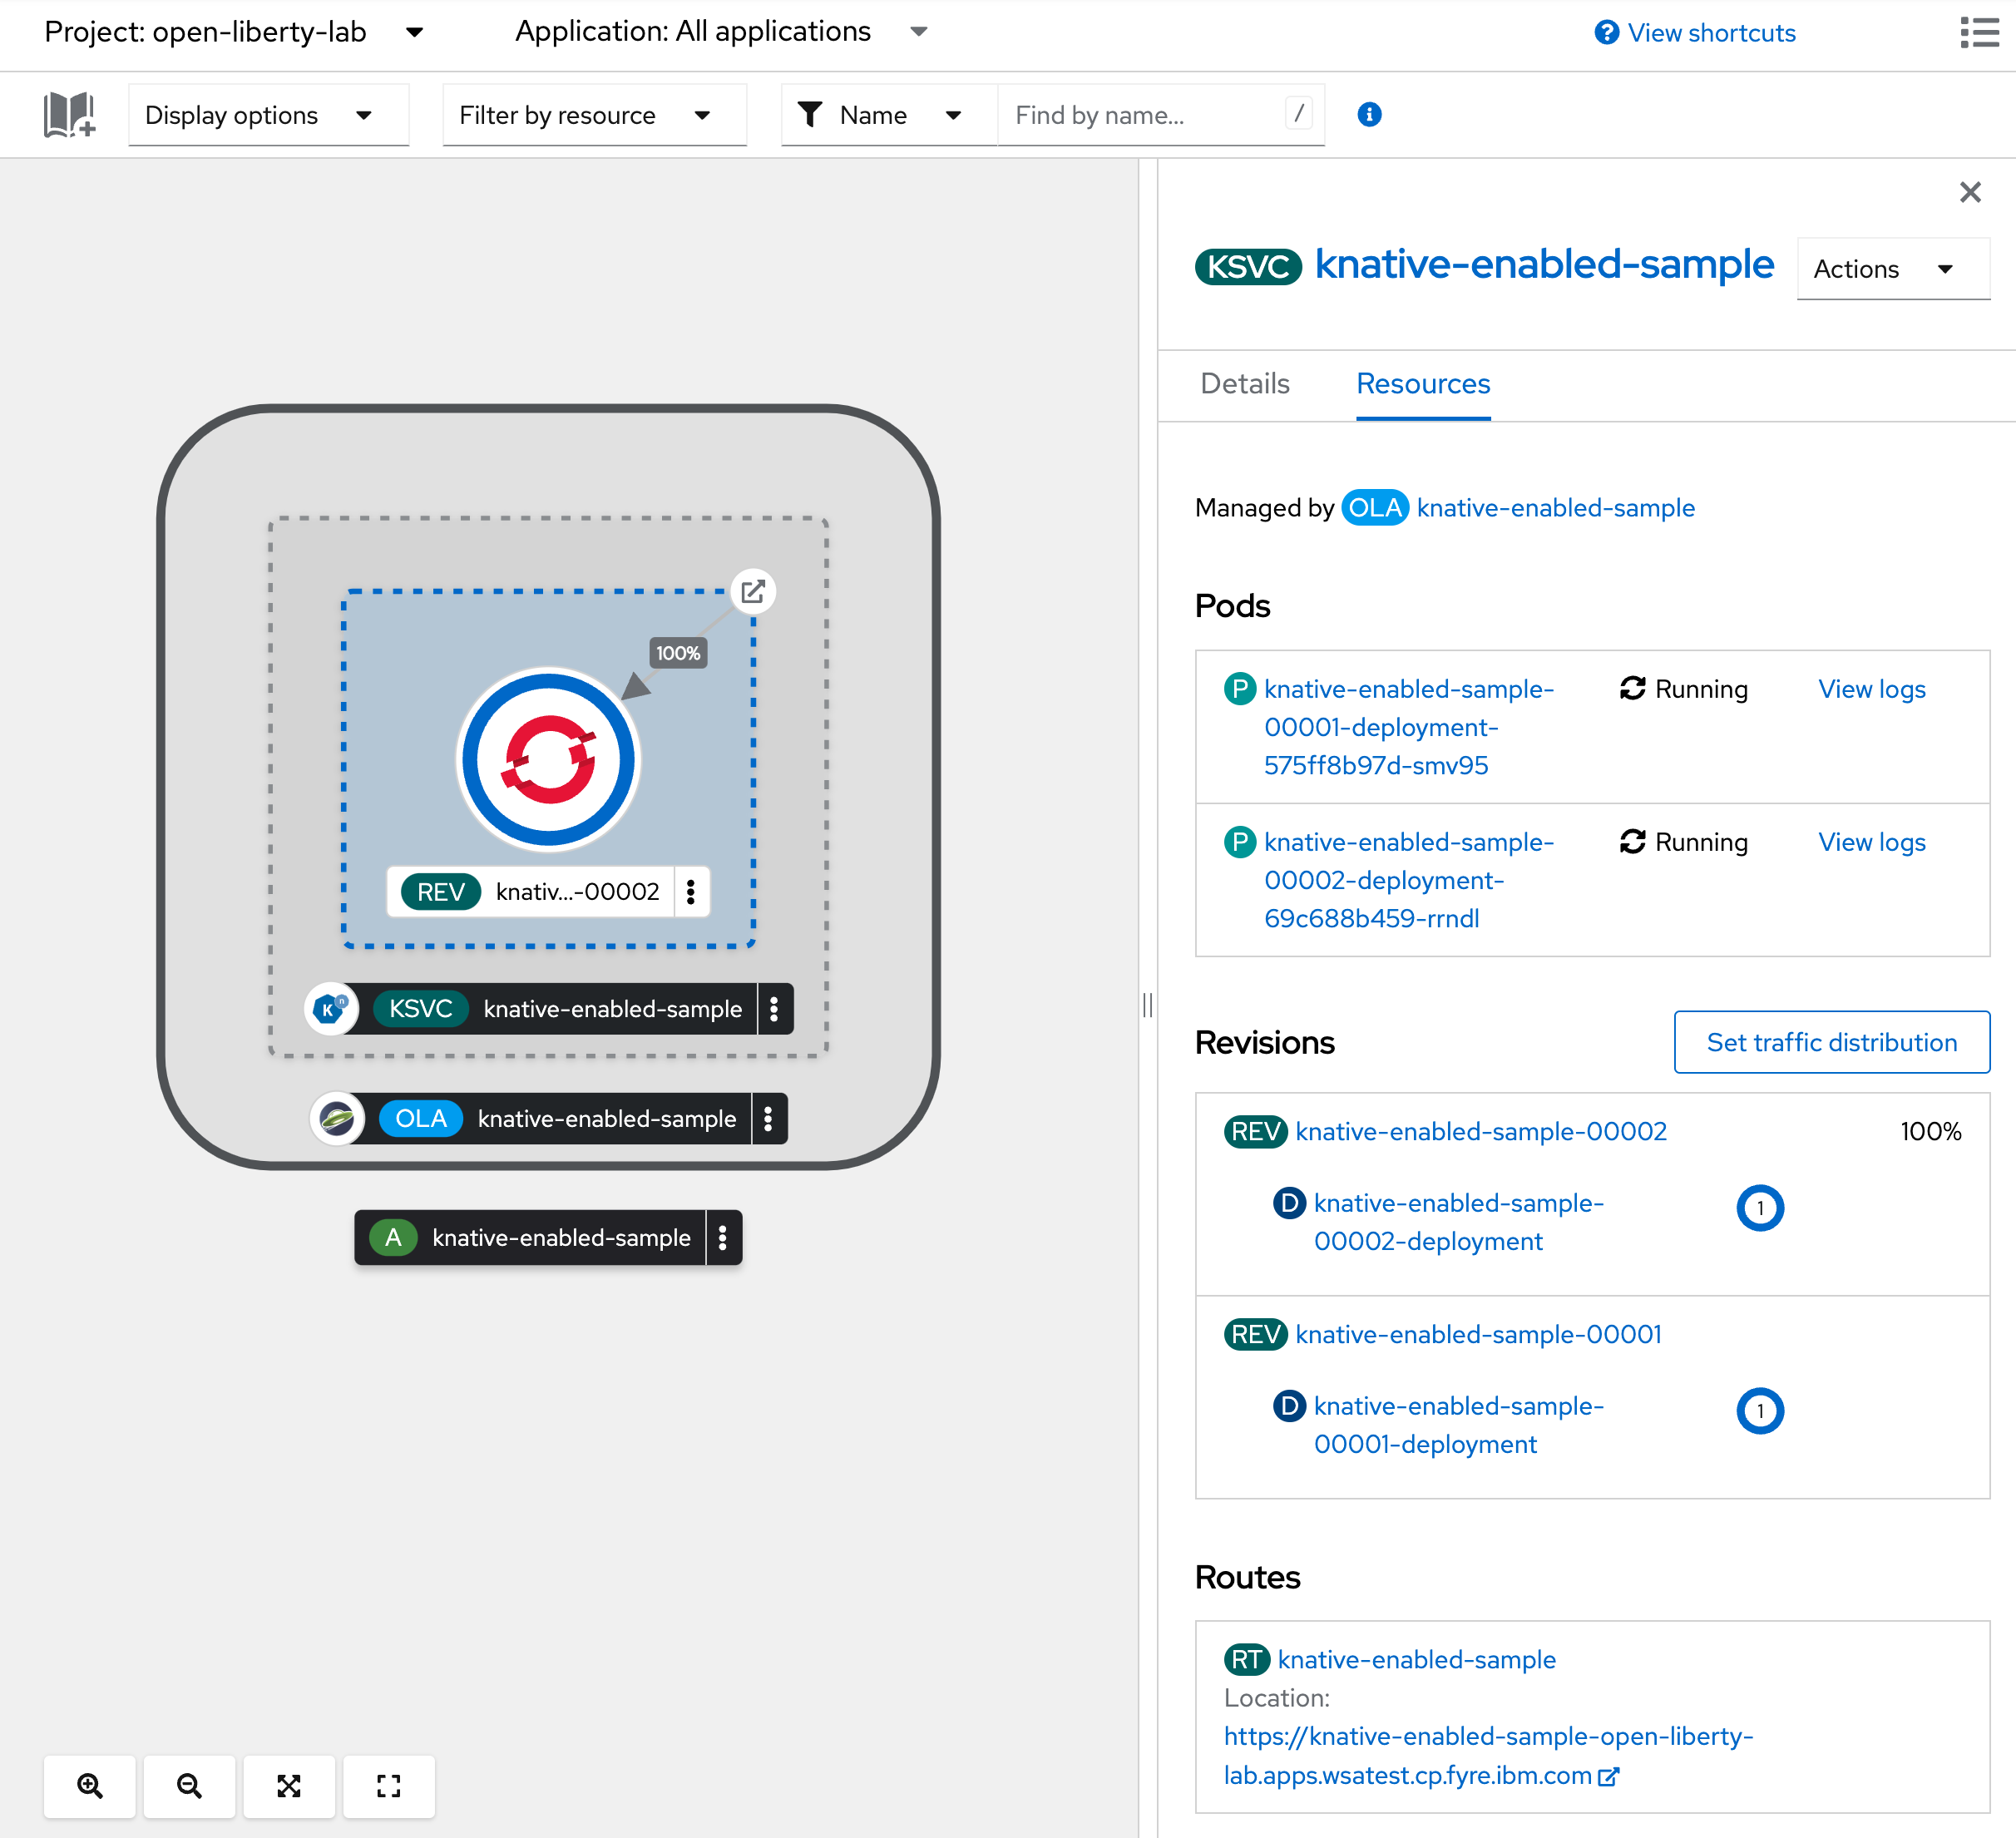 Project: open-liberty-lab
Application: All applications
View shortcuts
Display options
Filter by resource
Name
Find by name...
/
KSVC knative-enabled-sample
Actions
Details
Resources
Managed by OLA knative-enabled-sample
Pods
P knative-enabled-sample-
00001-deployment-
575ff8b97d-smv95
Running
View logs
P knative-enabled-sample-
00002-deployment-
69c688b459-rrndl
Running
View logs
Revisions
Set traffic distribution
REV knative-enabled-sample-00002
100%
D knative-enabled-sample-
00002-deployment
1
REV knative-enabled-sample-00001
D knative-enabled-sample-
00001-deployment
1
Routes
RT knative-enabled-sample
Location:
https://knative-enabled-sample-open-liberty-
lab.apps.wsatest.cp.fyre.ibm.com
100%
REV knativ...-00002
K n KSVC knative-enabled-sample
OLA knative-enabled-sample
A knative-enabled-sample